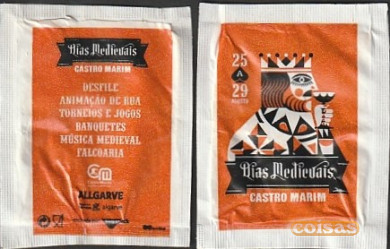 Dias Medievais
CASTRO MARIM
DESFILE
ANIMAÇÃO DE RUA
TORNEIOS E JOGOS
BANQUETES
MÚSICA MEDIEVAL
FALCOARIA
CM
ALLGARVE
25
A
29
AGOSTO
Dias Medievais
CASTRO MARIM
coisas